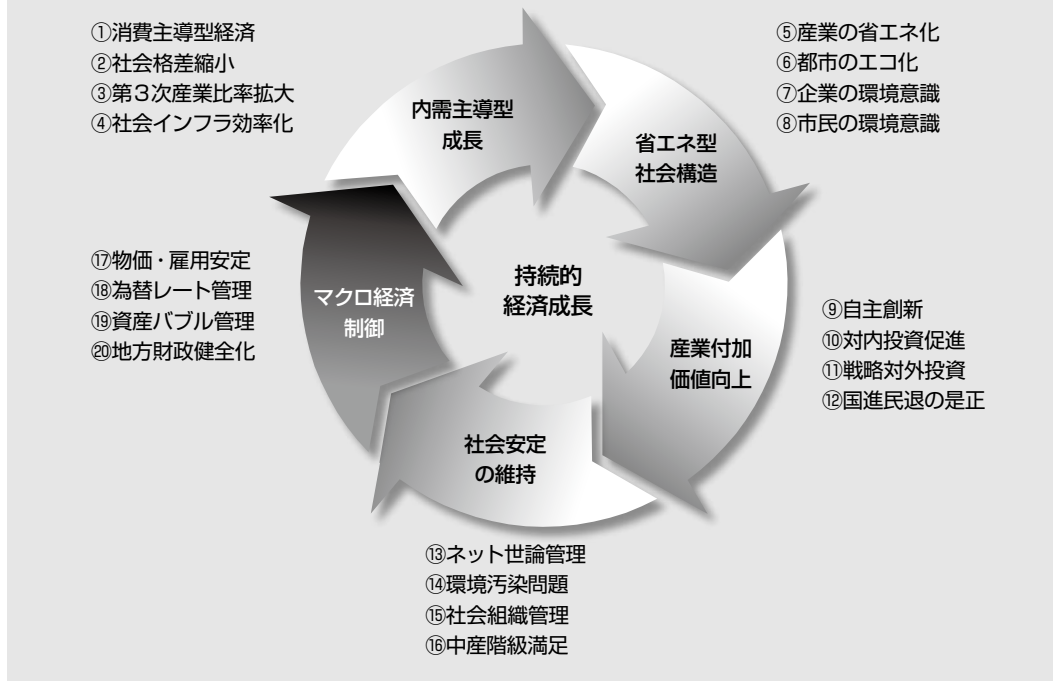 ①消費主導型経済
②社会格差縮小
③第3次産業比率拡大
④社会インフラ効率化
内需主導型
成長
⑤産業の省エネ化
⑥都市のエコ化
⑦企業の環境意識
⑧市民の環境意識
省エネ型
社会構造
⑨自主創新
⑩対内投資促進
⑪戦略対外投資
⑫国進民退の是正
産業付加
価値向上
⑬ネット世論管理
⑭環境汚染問題
⑮社会組織管理
⑯中産階級満足
社会安定
の維持
⑰物価・雇用安定
⑱為替レート管理
⑲資産バブル管理
⑳地方財政健全化
マクロ経済
制御
持続的
経済成長